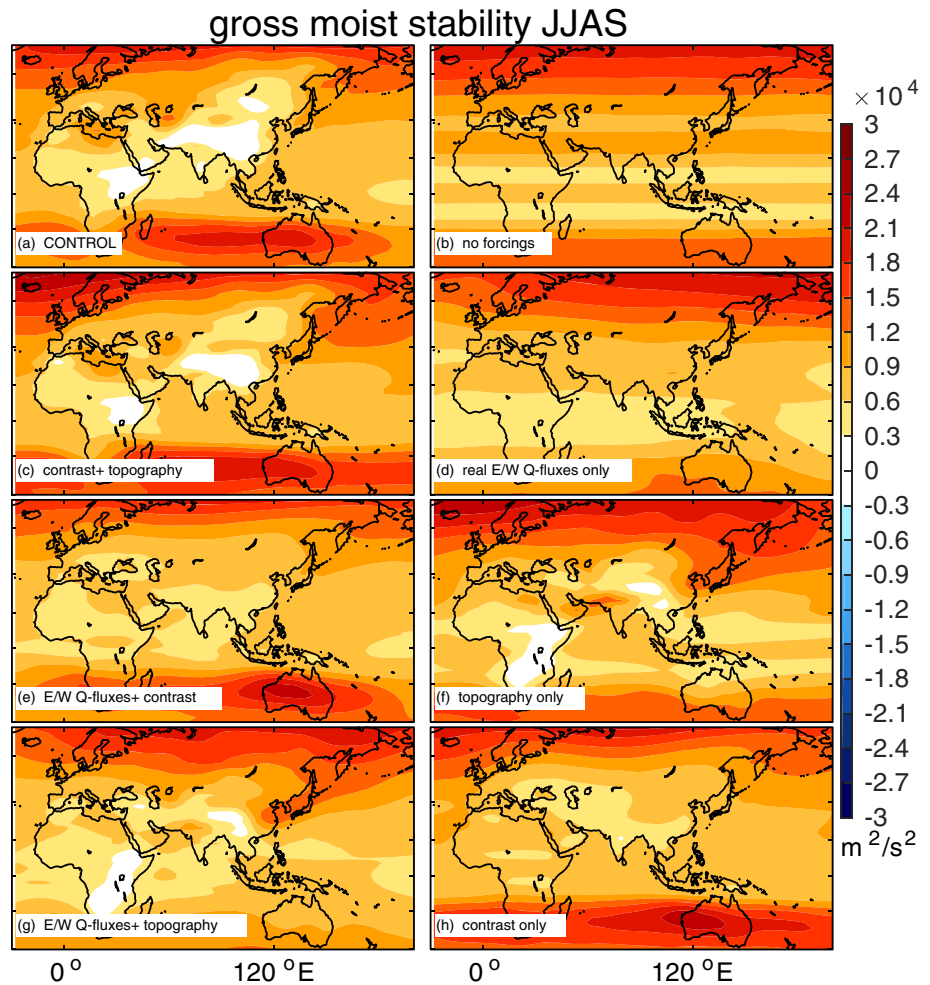 gross moist stability JJAS
(a) CONTROL
(b) no forcings
(c) contrast+ topography
(d) real E/W Q-fluxes only
(e) E/W Q-fluxes+ contrast
(f) topography only
(g) E/W Q-fluxes+ topography
(h) contrast only
0 o
120 o E
0 o
120 o E
× 10 4
3
2.7
2.4
2.1
1.8
1.5
1.2
0.9
0.6
0.3
0
-0.3
-0.6
-0.9
-1.2
-1.5
-1.8
-2.1
-2.4
-2.7
-3
m 2/s2